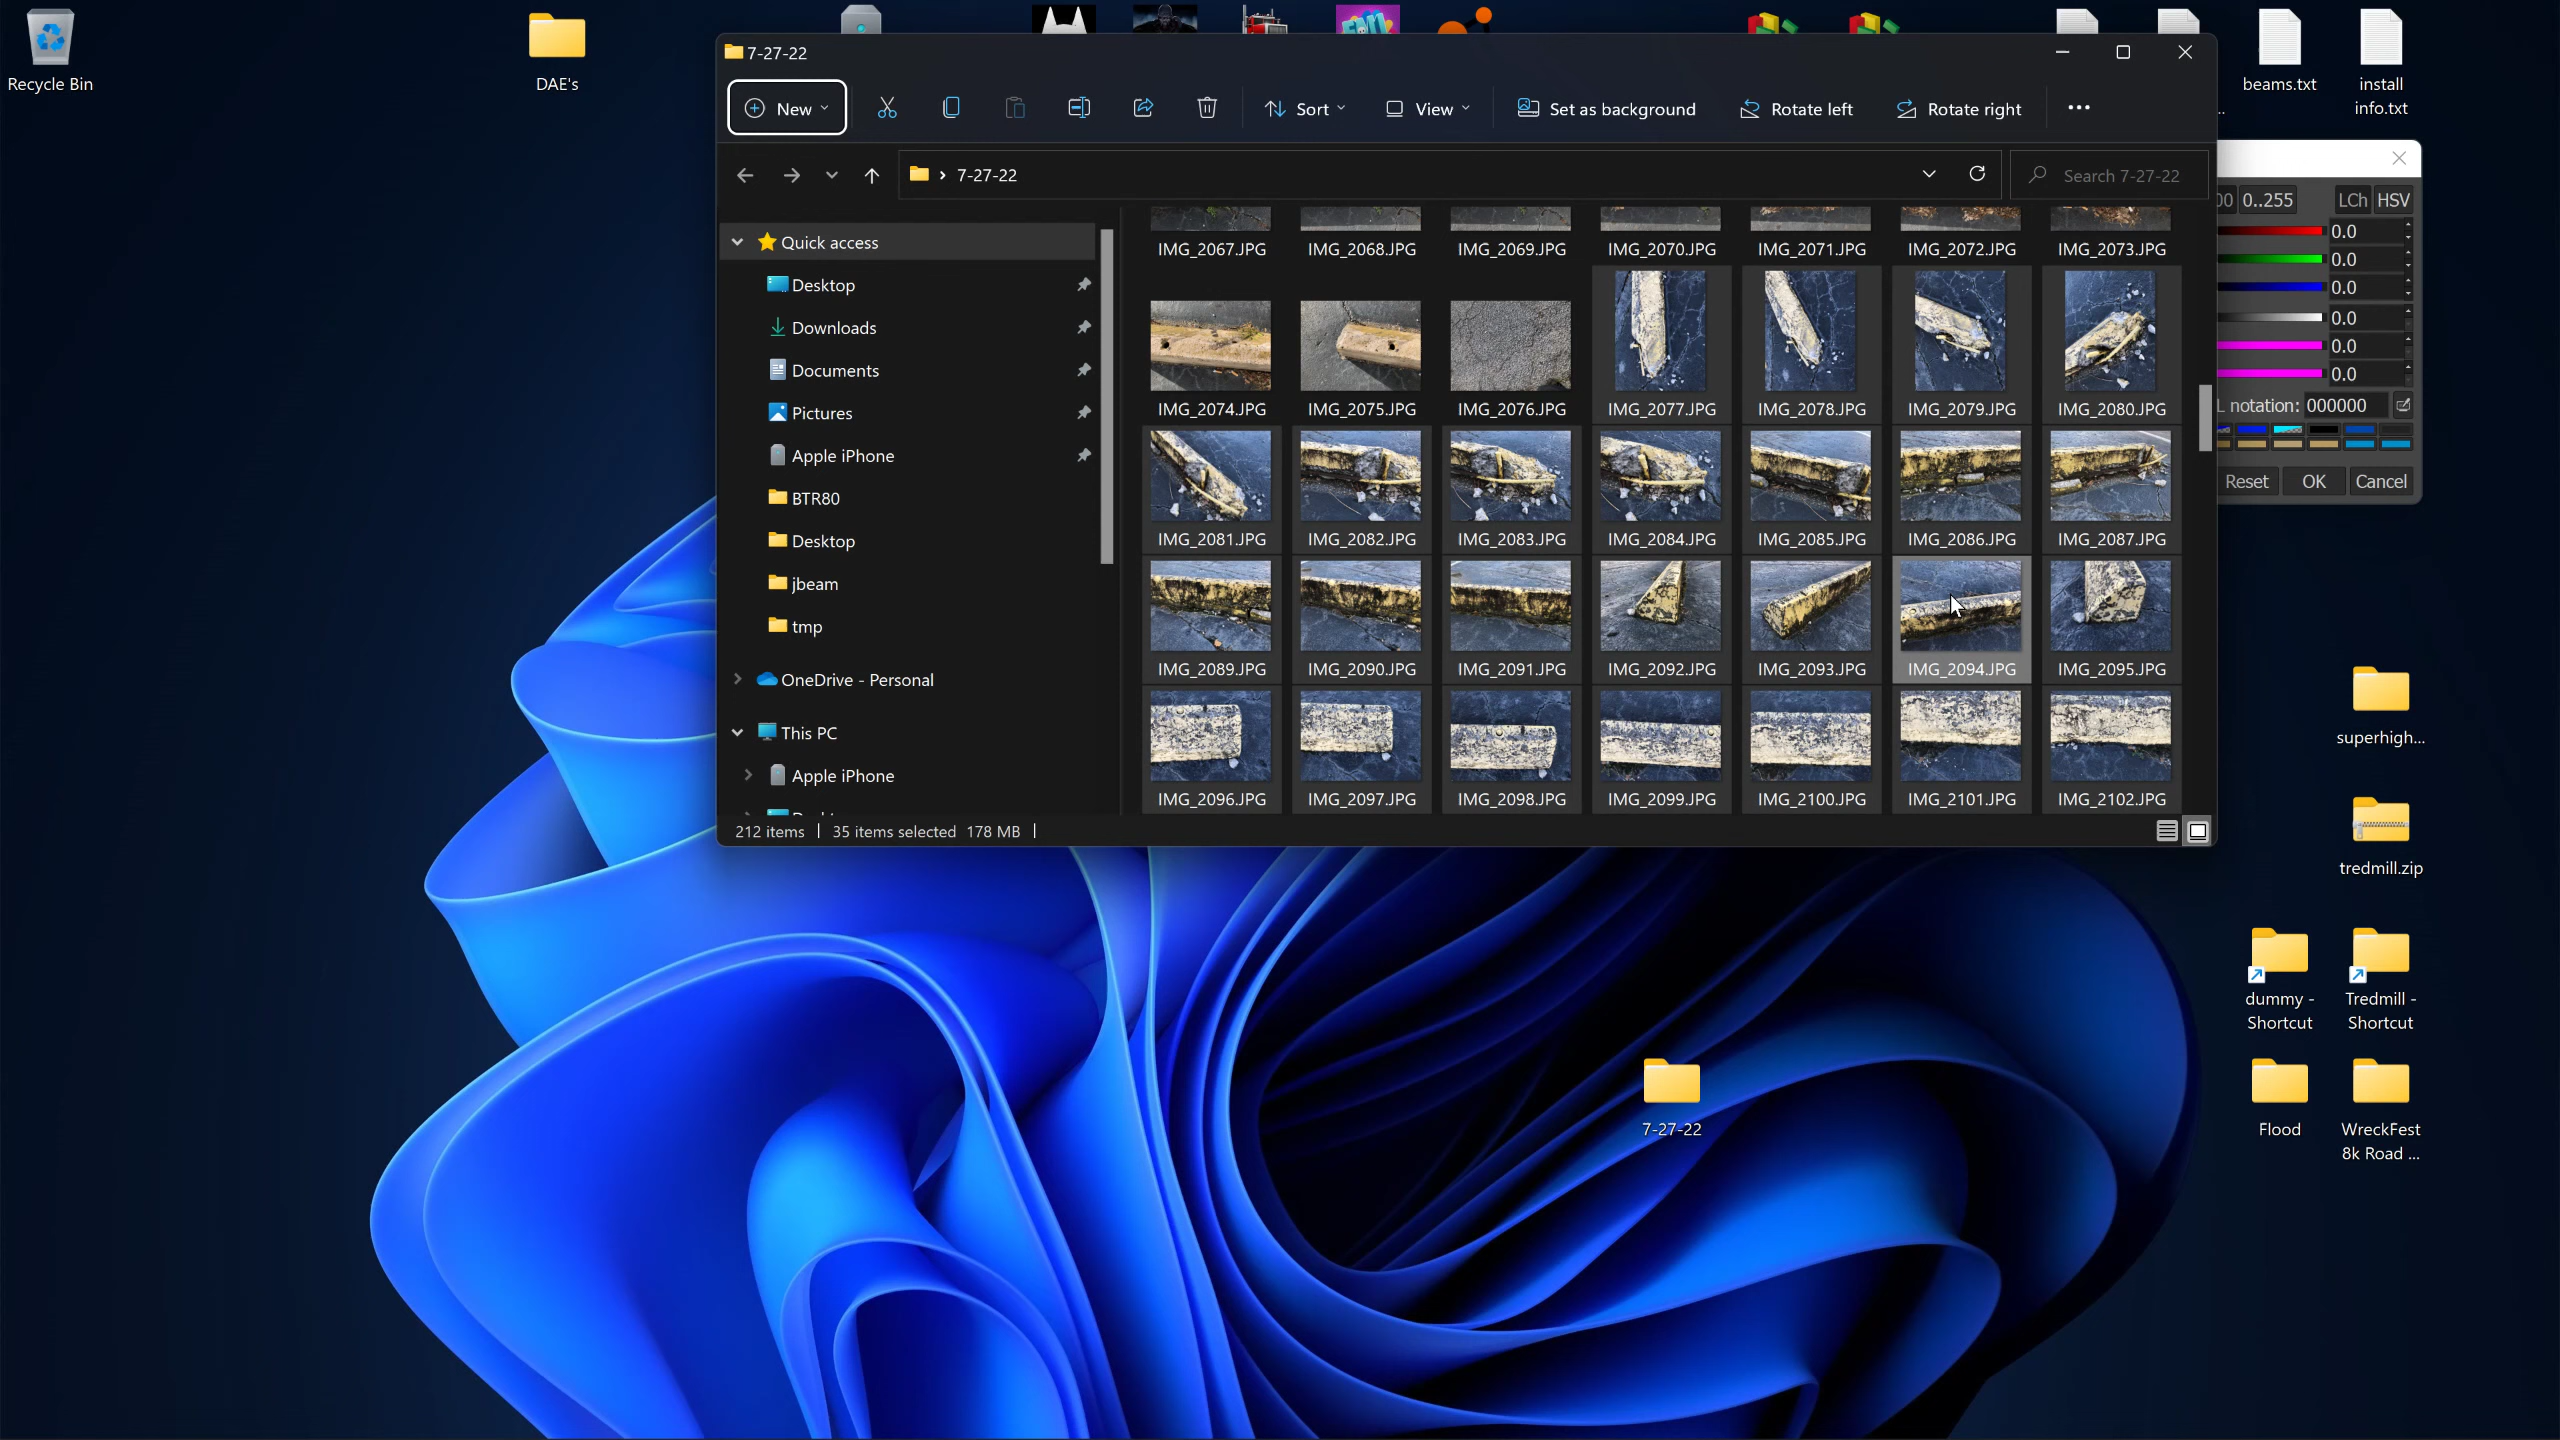 Recycle Bin
DAE's
beams.txt
install
info.txt
7-27-22
New
Sort
View
Set as background
Rotate left
Rotate right
7-27-22
Search 7-27-22
Quick access
Desktop
Downloads
Documents
Pictures
Apple iPhone
BTR80
Desktop
jbeam
tmp
OneDrive - Personal
This PC
Apple iPhone
IMG_2067.JPG IMG_2068.JPG IMG_2069.JPG IMG_2070.JPG IMG_2071.JPG IMG_2072.JPG IMG_2073.JPG
IMG_2074.JPG IMG_2075.JPG IMG_2076.JPG IMG_2077.JPG IMG_2078.JPG IMG_2079.JPG IMG_2080.JPG
IMG_2081.JPG IMG_2082.JPG IMG_2083.JPG IMG_2084.JPG IMG_2085.JPG IMG_2086.JPG IMG_2087.JPG
IMG_2089.JPG IMG_2090.JPG IMG_2091.JPG IMG_2092.JPG IMG_2093.JPG IMG_2094.JPG IMG_2095.JPG
IMG_2096.JPG IMG_2097.JPG IMG_2098.JPG IMG_2099.JPG IMG_2100.JPG IMG_2101.JPG IMG_2102.JPG
212 items 35 items selected 178 MB
0..255 LCh HSV
0.0
0.0
0.0
0.0
0.0
0.0
notation: 000000
Reset OK Cancel
superhigh...
tredmill.zip
dummy -
Shortcut
Tredmill -
Shortcut
7-27-22
Flood
WreckFest
8k Road ...